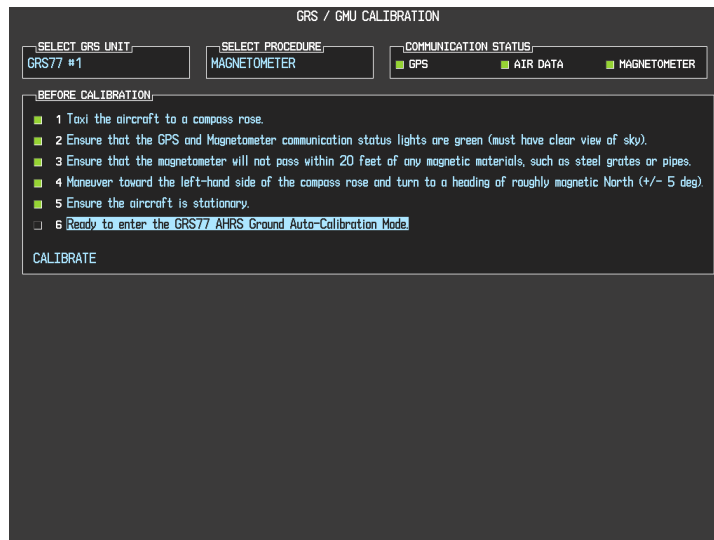 GRS / GMU CALIBRATION
SELECT GRS UNIT
GRS77 #1
SELECT PROCEDURE
MAGNETOMETER
COMMUNICATION STATUS
GPS AIR DATA MAGNETOMETER
BEFORE CALIBRATION
1 Taxi the aircraft to a compass rose.
2 Ensure that the GPS and Magnetometer communication status lights are green (must have clear view of sky).
3 Ensure that the magnetometer will not pass within 20 feet of any magnetic materials, such as steel grates or pipes.
4 Maneuver toward the left-hand side of the compass rose and turn to a heading of roughly magnetic North (+/- 5 deg).
5 Ensure the aircraft is stationary.
6 Ready to enter the GRS77 AHRS Ground Auto-Calibration Mode.
CALIBRATE